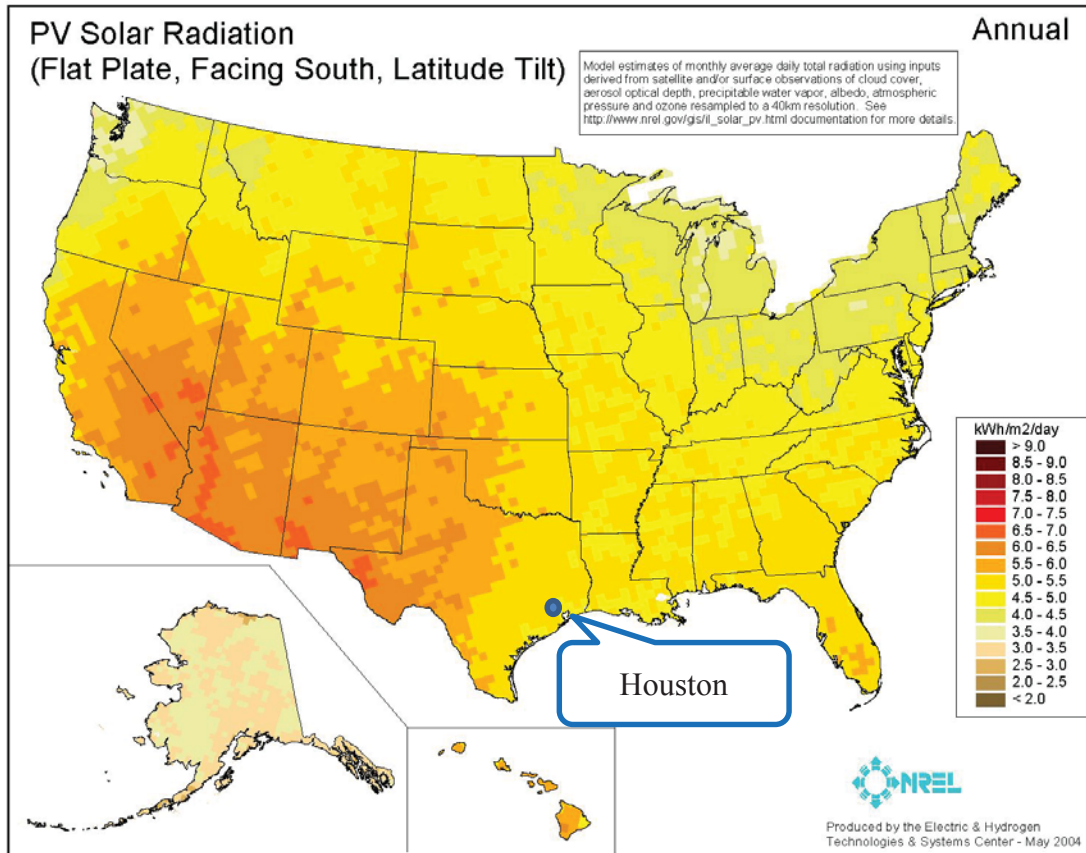 PV Solar Radiation
(Flat Plate, Facing South, Latitude Tilt)
Annual
Model estimates of monthly average daily total radiation using inputs
derived from satellite and/or surface observations of cloud cover,
aerosol optical depth, precipitable water vapor, albedo, atmospheric
pressure and ozone resampled to a 40km resolution. See
http://www.nrel.gov/gis/il_solar_pv.html documentation for more details.
kWh/m2/day
> 9.0
8.5 - 9.0
8.0 - 8.5
7.5 - 8.0
7.0 - 7.5
6.5 - 7.0
6.0 - 6.5
5.5 - 6.0
5.0 - 5.5
4.5 - 5.0
4.0 - 4.5
3.5 - 4.0
3.0 - 3.5
2.5 - 3.0
2.0 - 2.5
< 2.0
Houston
NREL
Produced by the Electric & Hydrogen
Technologies & Systems Center - May 2004